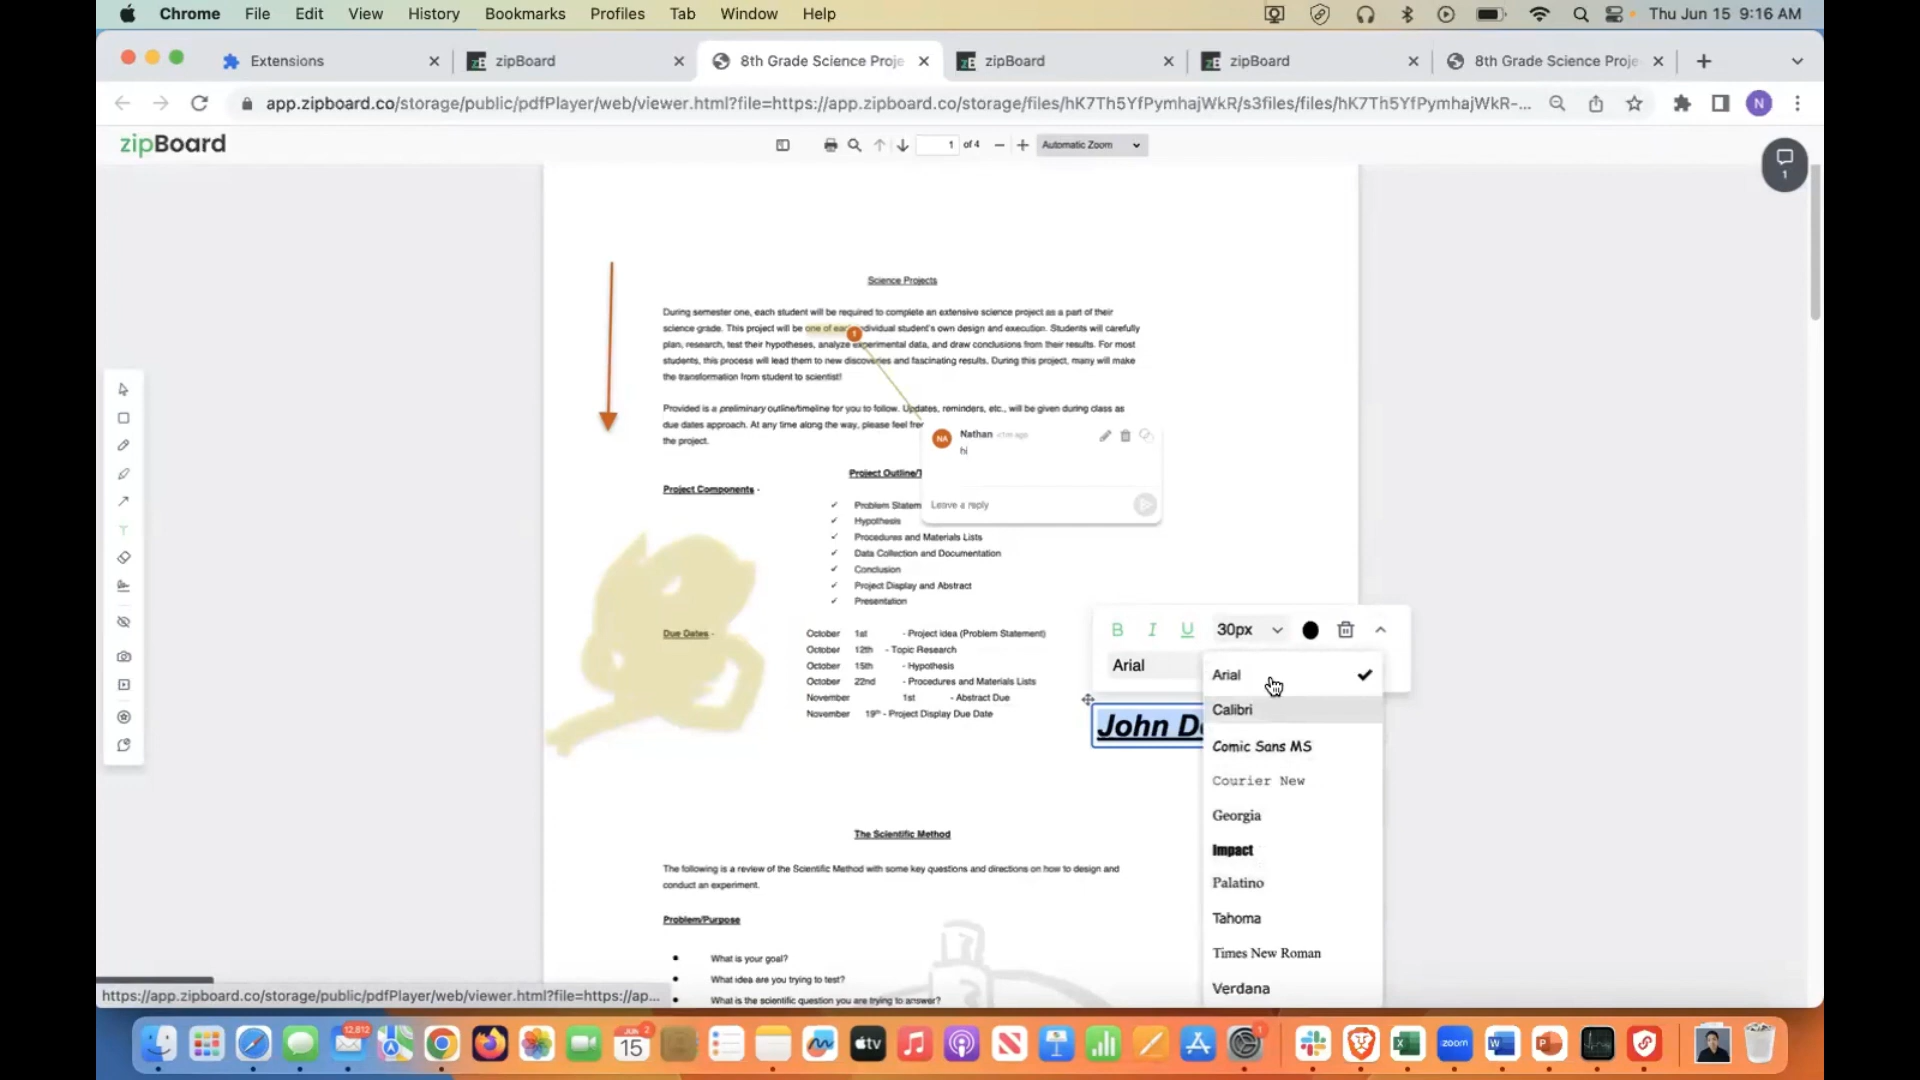 Chrome File Edit View History Bookmarks Profiles Tab Window Help Thu Jun 15 9:16 AM
Extensions zipBoard 8th Grade Science Proje zipBoard zipBoard 8th Grade Science Proje
app.zipboard.co/storage/public/pdfPlayer/web/viewer.html?file=https://app.zipboard.co/storage/files/hK7Th5YfPymhajWkR/s3files/files/hK7Th5YfPymhajWkR-... N
zipBoard 1 of 4 Automatic Zoom
1
Science Projects
During semester one, each student will be required to complete an extensive science project as a part of their
science grade. This project will be one of each individual student's own design and execution. Students will carefully
1
plan, research, test their hypotheses, analyze experimental data, and draw conclusions from their results. For most
students, this process will lead them to new discoveries and fascinating results. During this project, many will make
the transformation from student to scientist!
Provided is a preliminary outline/timeline for you to follow. Updates, reminders, etc., will be given during class as
due dates approach. At any time along the way, please feel free
the project.
NA Nathan <1m ago
hi
Leave a reply
Project Outline/T
Project Components -
✓ Problem Statem
✓ Hypothesis
✓ Procedures and Materials Lists
✓ Data Collection and Documentation
✓ Conclusion
✓ Project Display and Abstract
✓ Presentation
Due Dates - October 1st - Project idea (Problem Statement)
October 12th - Topic Research
October 15th - Hypothesis
October 22nd - Procedures and Materials Lists
November 1st - Abstract Due
November 19th - Project Display Due Date
B I U 30px
Arial
John D
Arial
Calibri
Comic Sans MS
Courier New
Georgia
Impact
Palatino
Tahoma
Times New Roman
Verdana
The Scientific Method
The following is a review of the Scientific Method with some key questions and directions on how to design and
conduct an experiment.
Problem/Purpose
• What is your goal?
• What idea are you trying to test?
• What is the scientific question you are trying to answer?
https://app.zipboard.co/storage/public/pdfPlayer/web/viewer.html?file=https://ap...
12,812
JUN 2
15
tv
1
zoom
W
P